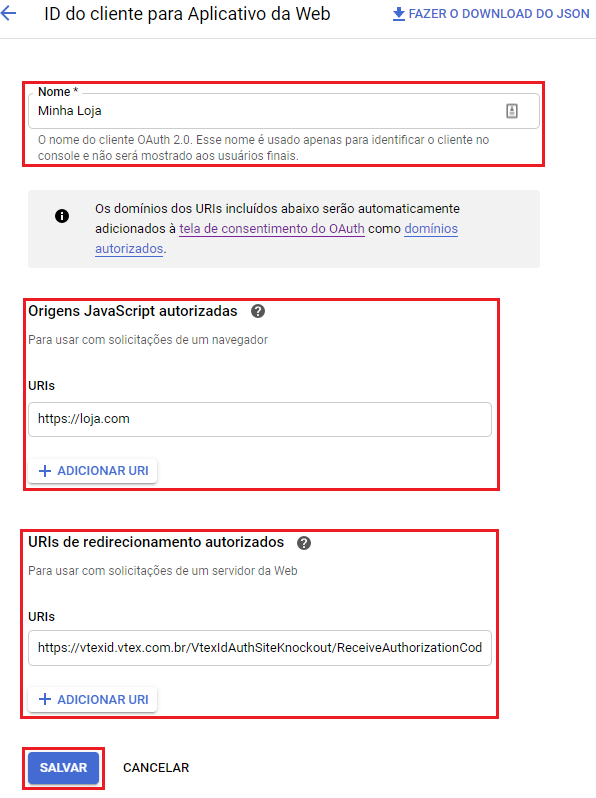 ID do cliente para Aplicativo da Web
FAZER O DOWNLOAD DO JSON
Nome *
Minha Loja
O nome do cliente OAuth 2.0. Esse nome é usado apenas para identificar o cliente no
console e não será mostrado aos usuários finais.
Os domínios dos URIs incluídos abaixo serão automaticamente
adicionados à tela de consentimento do OAuth como domínios
autorizados.
Origens JavaScript autorizadas
Para usar com solicitações de um navegador
URIs
https://loja.com
ADICIONAR URI
URIs de redirecionamento autorizados
Para usar com solicitações de um servidor da Web
URIs
https://vtexid.vtex.com.br/VtexIdAuthSiteKnockout/ReceiveAuthorizationCod
ADICIONAR URI
SALVAR
CANCELAR